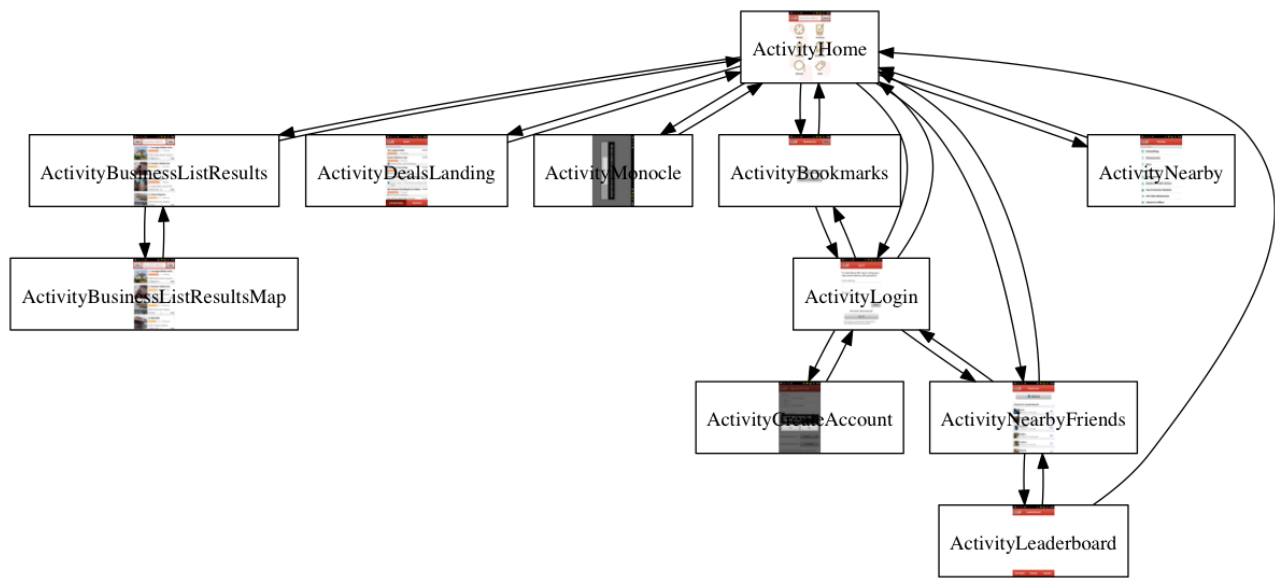 ActivityHome
ActivityBusinessListResults
ActivityDealsLanding
ActivityMonocle
ActivityBookmarks
ActivityNearby
ActivityBusinessListResultsMap
ActivityLogin
ActivityCreateAccount
ActivityNearbyFriends
ActivityLeaderboard